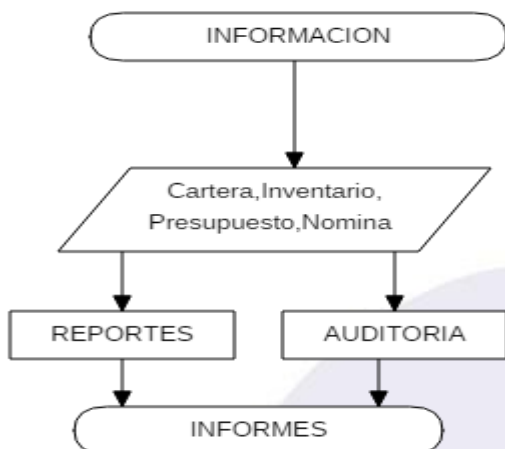 INFORMACION
Cartera,Inventario,
Presupuesto,Nomina
REPORTES
AUDITORIA
INFORMES